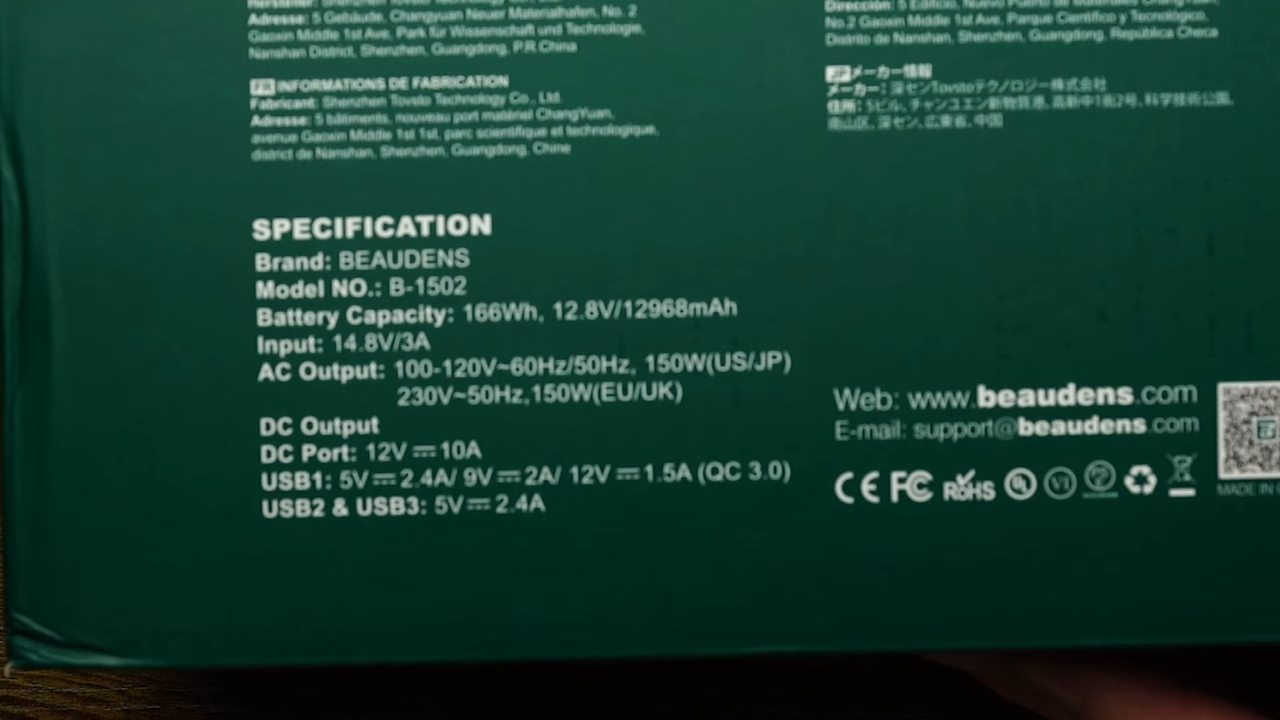 Hersteller: Shenzhen Tovsto Technology Co., Ltd.
Adresse: 5 Gebäude, Changyuan Neuer Materialhafen, No. 2
Gaoxin Middle 1st Ave, Park für Wissenschaft und Technologie,
Nanshan District, Shenzhen, Guangdong, P.R.China
FR INFORMATIONS DE FABRICATION
Fabricant: Shenzhen Tovsto Technology Co., Ltd.
Adresse: 5 bâtiments, nouveau port matériel ChangYuan,
avenue Gaoxin Middle 1st 1st, parc scientifique et technologique,
district de Nanshan, Shenzhen, Guangdong, Chine
Dirección: 5 Edificio, Nuevo Puerto de Materiales ChangYuan,
No.2 Gaoxin Middle 1st Ave, Parque Científico y Tecnológico,
Distrito de Nanshan, Shenzhen, Guangdong, República Checa
JP メーカー情報
メーカー: 深センTovstoテクノロジー株式会社
住所: 5ビル、チャンユエン新物質港、高新中1街2号、科学技術公園、
南山区、深セン、広東省、中国
SPECIFICATION
Brand: BEAUDENS
Model NO.: B-1502
Battery Capacity: 166Wh, 12.8V/12968mAh
Input: 14.8V/3A
AC Output: 100-120V~60Hz/50Hz, 150W(US/JP)
230V~50Hz,150W(EU/UK)
DC Output
DC Port: 12V⎓10A
USB1: 5V⎓2.4A/ 9V⎓2A/ 12V⎓1.5A (QC 3.0)
USB2 & USB3: 5V⎓2.4A
Web: www.beaudens.com
E-mail: support@beaudens.com
CE FC RoHS UL VI
MADE IN